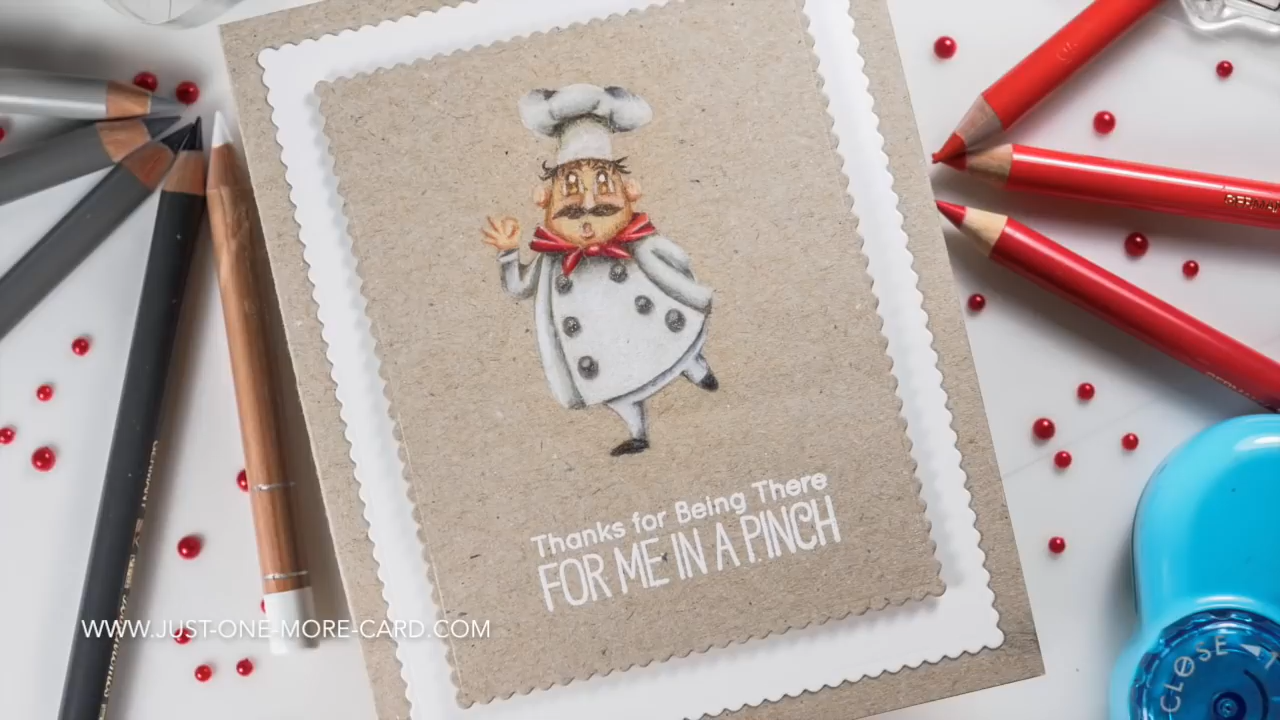 Thanks for Being There
FOR ME IN A PINCH
WWW.JUST-ONE-MORE-CARD.COM
CLOSE